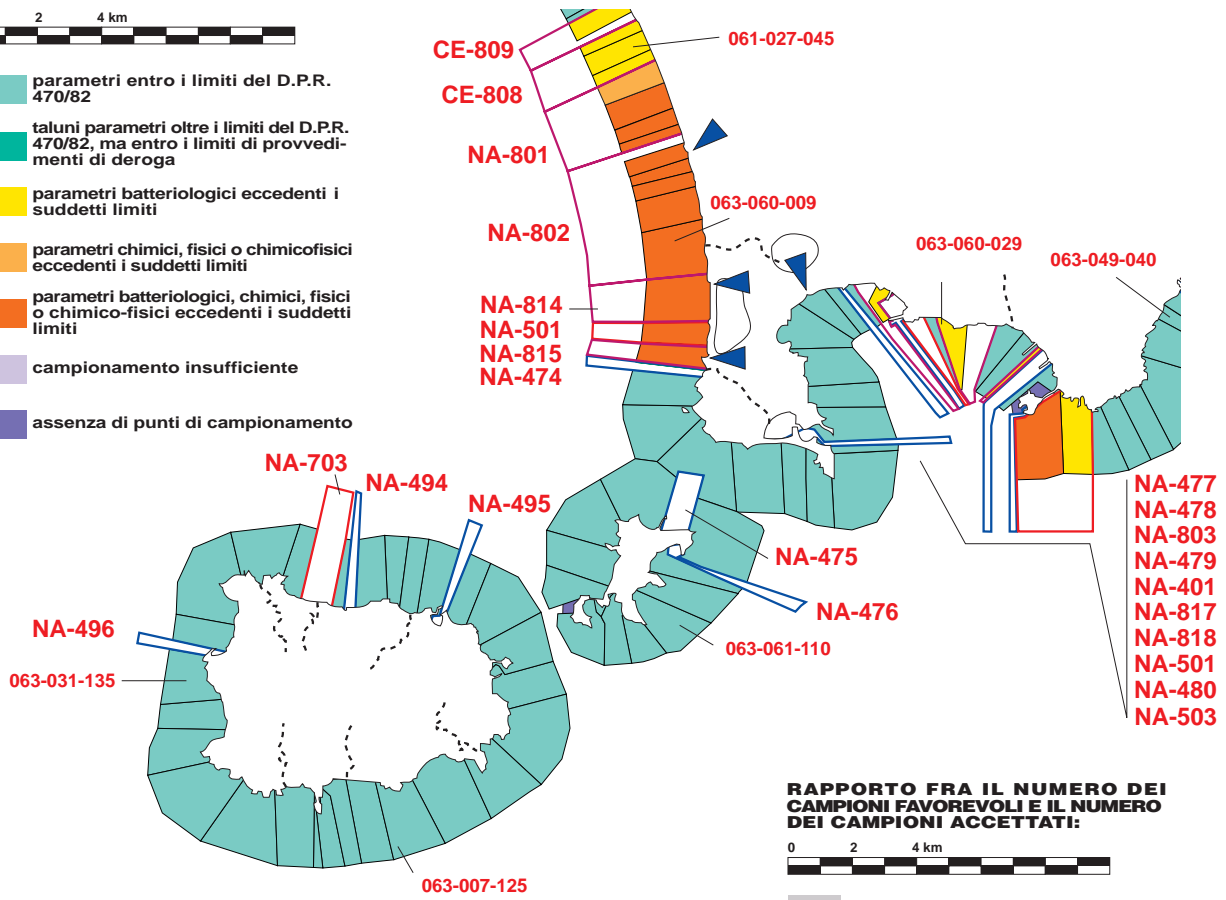 2 4 km
parametri entro i limiti del D.P.R.
470/82
taluni parametri oltre i limiti del D.P.R.
470/82, ma entro i limiti di provvedi-
menti di deroga
parametri batteriologici eccedenti i
suddetti limiti
parametri chimici, fisici o chimicofisici
eccedenti i suddetti limiti
parametri batteriologici, chimici, fisici
o chimico-fisici eccedenti i suddetti
limiti
campionamento insufficiente
assenza di punti di campionamento
CE-809
061-027-045
CE-808
NA-801
063-060-009
NA-802
063-060-029
063-049-040
NA-814
NA-501
NA-815
NA-474
NA-703
NA-494
NA-495
NA-475
NA-476
NA-496
063-031-135
063-061-110
063-007-125
NA-477
NA-478
NA-803
NA-479
NA-401
NA-817
NA-818
NA-501
NA-480
NA-503
RAPPORTO FRA IL NUMERO DEI
CAMPIONI FAVOREVOLI E IL NUMERO
DEI CAMPIONI ACCETTATI:
0 2 4 km